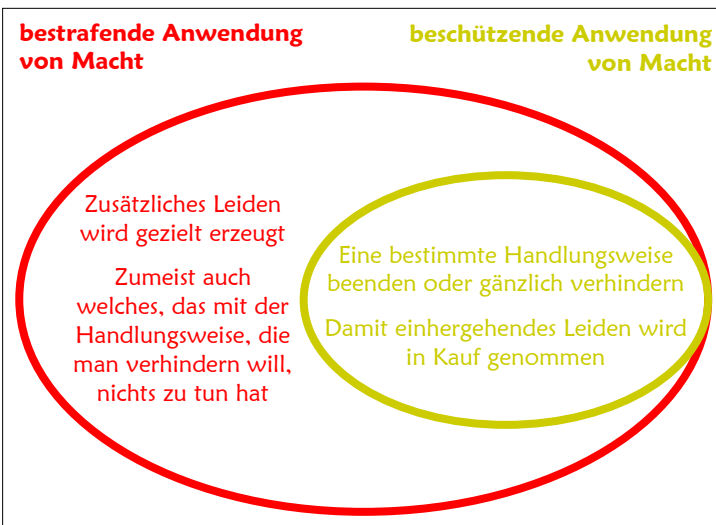 bestrafende Anwendung
von Macht
beschützende Anwendung
von Macht
Zusätzliches Leiden
wird gezielt erzeugt
Zumeist auch
welches, das mit der
Handlungsweise, die
man verhindern will,
nichts zu tun hat
Eine bestimmte Handlungsweise
beenden oder gänzlich verhindern
Damit einhergehendes Leiden wird
in Kauf genommen